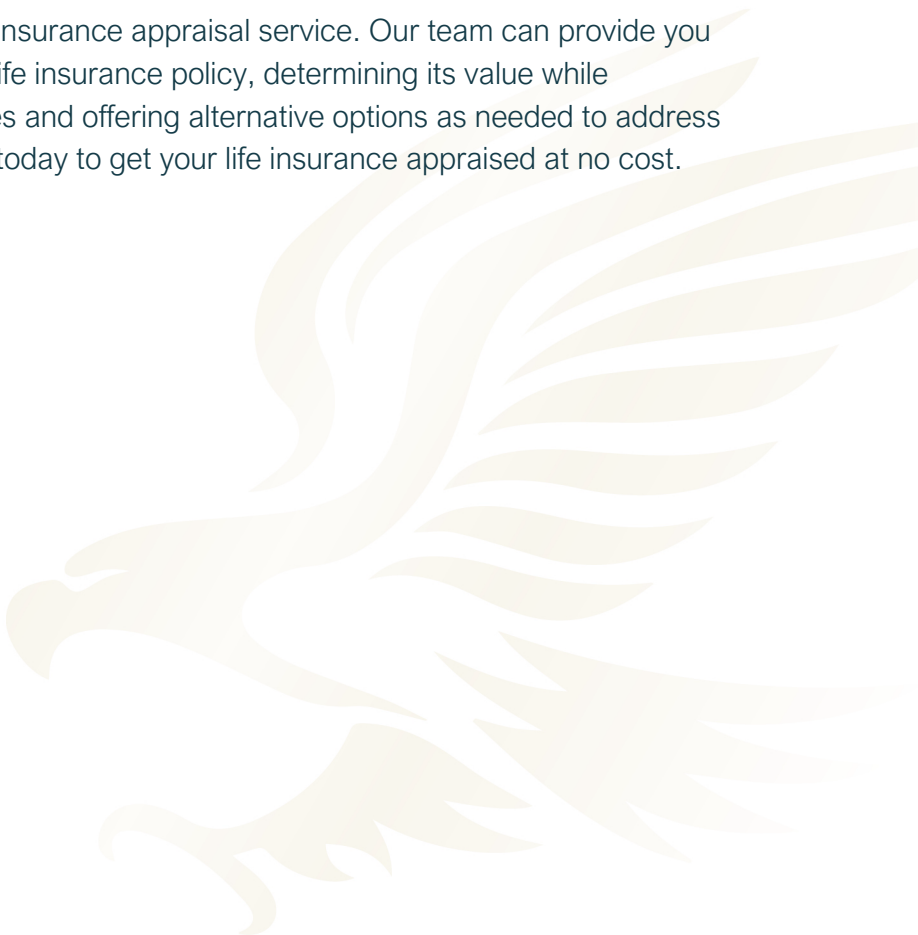 nsurance appraisal service. Our team can provide you
ife insurance policy, determining its value while
s and offering alternative options as needed to address
today to get your life insurance appraised at no cost.